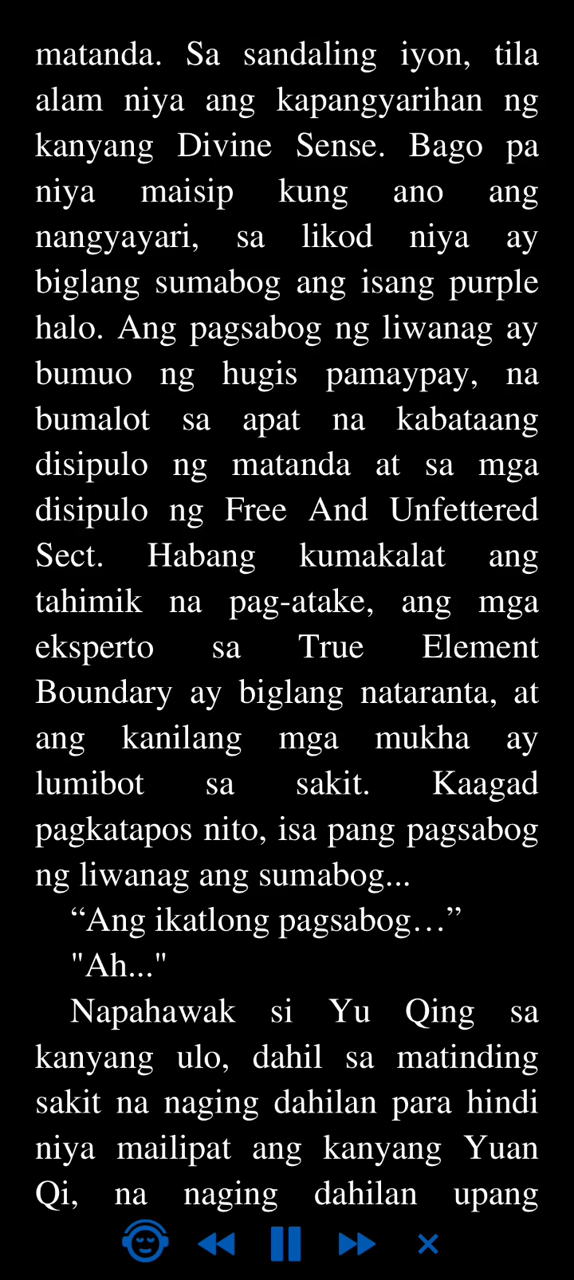 matanda. Sa sandaling iyon, tila
alam niya ang kapangyarihan ng
kanyang Divine Sense. Bago pa
niya maisip kung ano ang
nangyayari, sa likod niya ay
biglang sumabog ang isang purple
halo. Ang pagsabog ng liwanag ay
bumuo ng hugis pamaypay, na
bumalot sa apat na kabataang
disipulo ng matanda at sa mga
disipulo ng Free And Unfettered
Sect. Habang kumakalat ang
tahimik na pag-atake, ang mga
eksperto sa True Element
Boundary ay biglang nataranta, at
ang kanilang mga mukha ay
lumibot sa sakit. Kaagad
pagkatapos nito, isa pang pagsabog
ng liwanag ang sumabog...
“Ang ikatlong pagsabog…”
"Ah..."
Napahawak si Yu Qing sa
kanyang ulo, dahil sa matinding
sakit na naging dahilan para hindi
niya mailipat ang kanyang Yuan
Qi, na naging dahilan upang